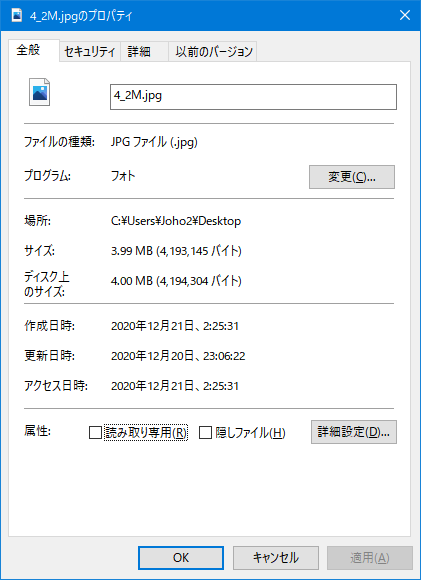 4_2M.jpgのプロパティ
全般 セキュリティ 詳細 以前のバージョン
4_2M.jpg
ファイルの種類: JPG ファイル (.jpg)
プログラム: フォト 変更(C)...
場所: C:¥Users¥Joho2¥Desktop
サイズ: 3.99 MB (4,193,145 バイト)
ディスク上
のサイズ: 4.00 MB (4,194,304 バイト)
作成日時: 2020年12月21日、2:25:31
更新日時: 2020年12月20日、23:06:22
アクセス日時: 2020年12月21日、2:25:31
属性: 読み取り専用(R) 隠しファイル(H) 詳細設定(D)...
OK キャンセル 適用(A)